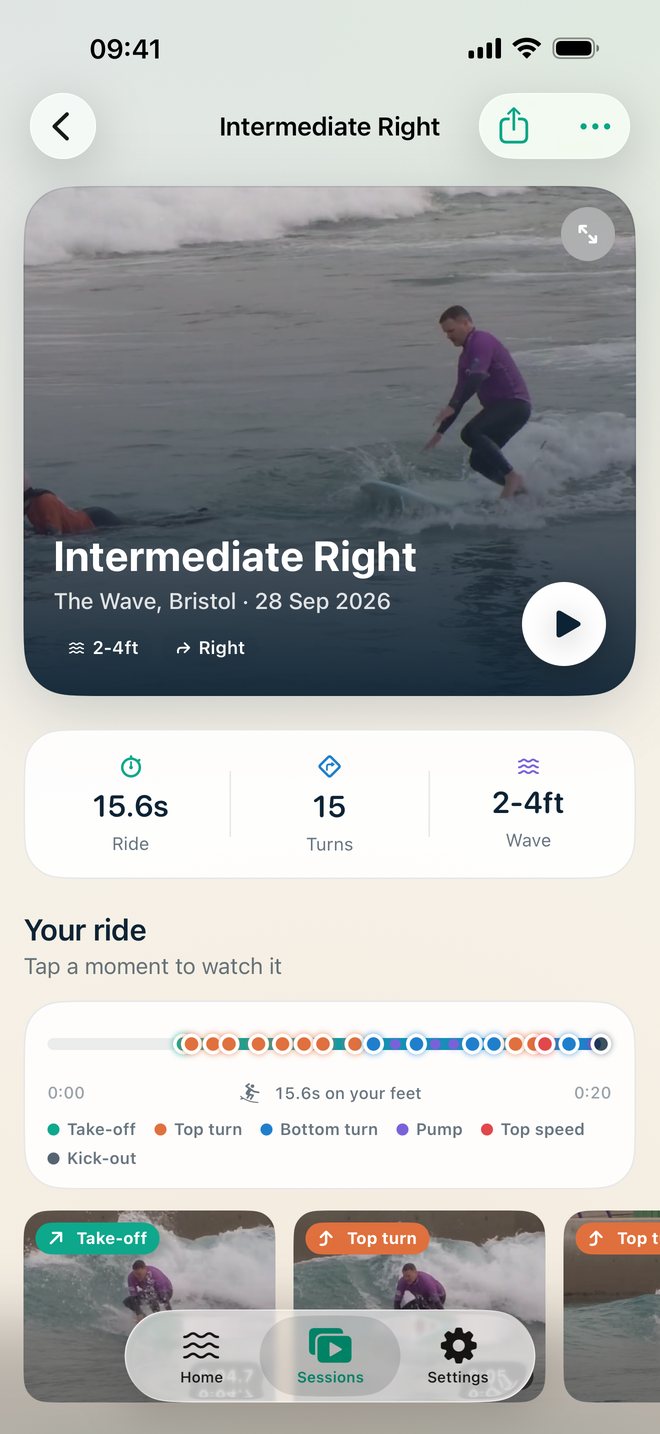 09:41
Intermediate Right
Intermediate Right
The Wave, Bristol · 28 Sep 2026
2-4ft Right
15.6s 15 2-4ft
Ride Turns Wave
Your ride
Tap a moment to watch it
0:00 15.6s on your feet 0:20
Take-off Top turn Bottom turn Pump Top speed
Kick-out
Take-off Top turn Top t
Home Sessions Settings